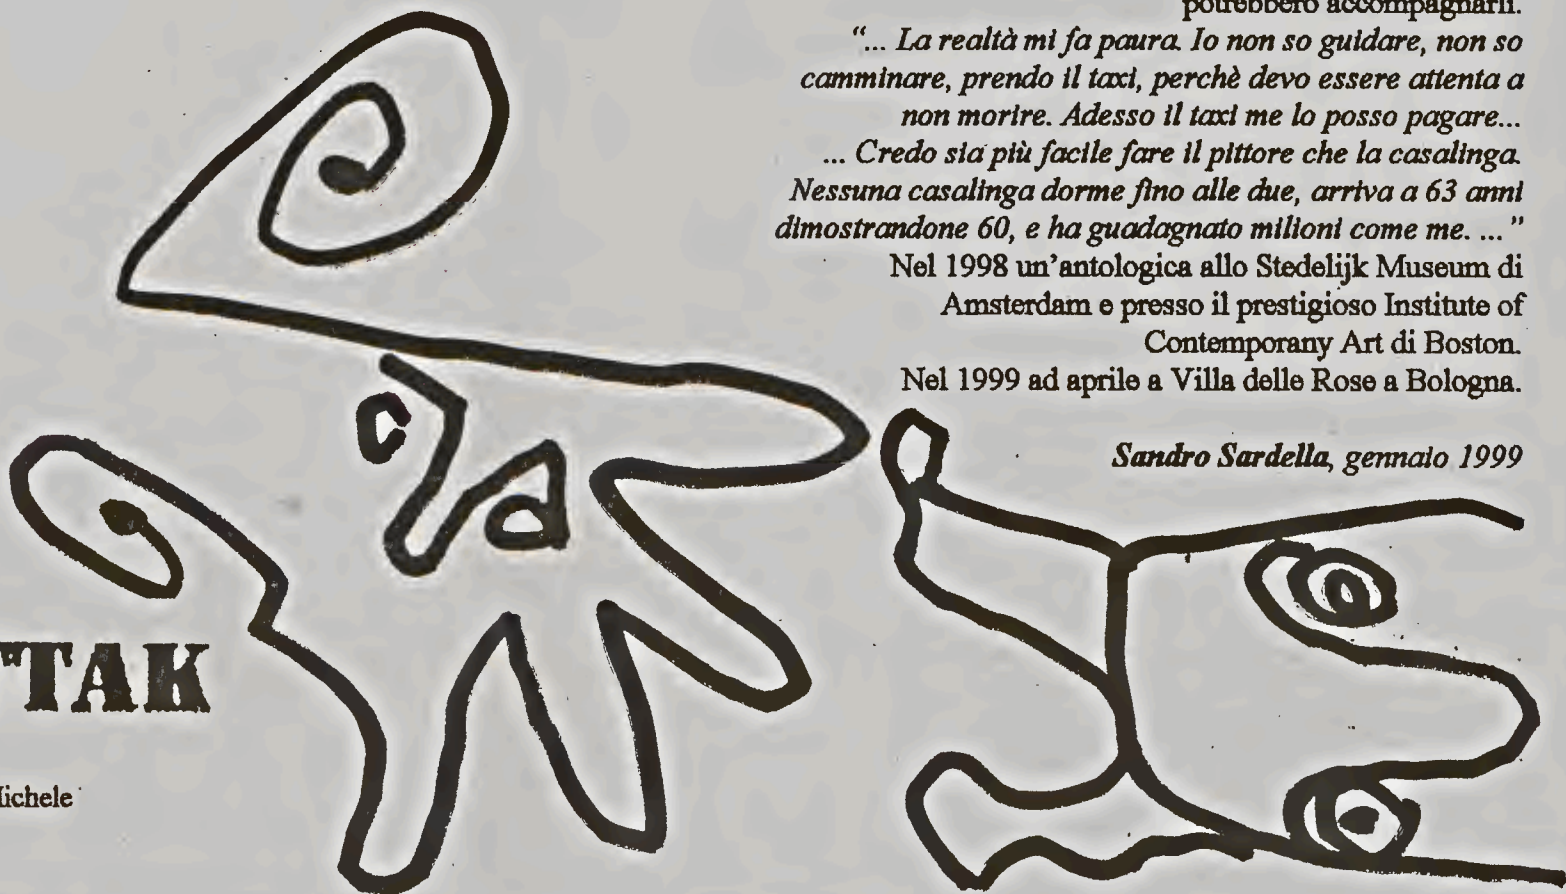 potrebbero accompagnarli.
“... La realtà mi fa paura. Io non so guidare, non so
camminare, prendo il taxi, perchè devo essere attenta a
non morire. Adesso il taxi me lo posso pagare...
... Credo sia più facile fare il pittore che la casalinga.
Nessuna casalinga dorme fino alle due, arriva a 63 anni
dimostrandone 60, e ha guadagnato milioni come me. ... ”
Nel 1998 un’antologica allo Stedelijk Museum di
Amsterdam e presso il prestigioso Institute of
Contemporany Art di Boston.
Nel 1999 ad aprile a Villa delle Rose a Bologna.
Sandro Sardella, gennaio 1999
TAK